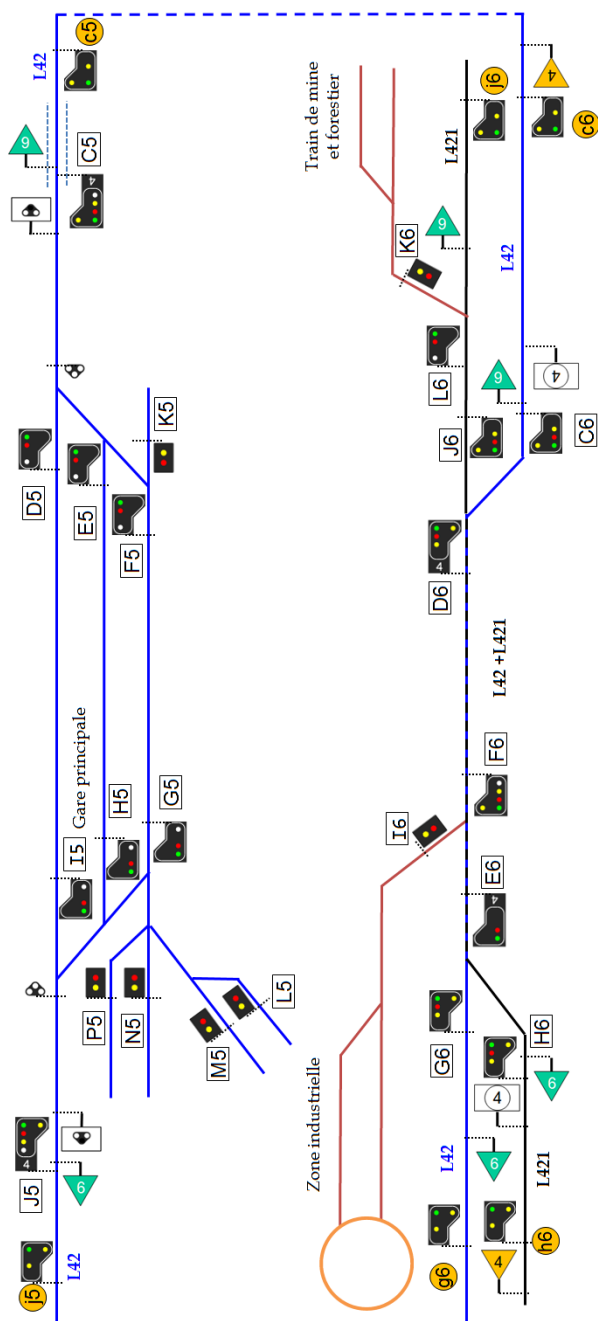 j5
L42
J5
4
6
P5
N5
M5
L5
I5
H5
G5
Gare principale
D5
E5
F5
K5
6
C5
4
L42
c5
Zone industrielle
g6
h6
4
L42
L421
6
4
6
G6
H6
E6
4
I6
F6
L42 +L421
D6
4
J6
C6
L6
6
4
K6
6
L42
Train de mine
et forestier
L421
j6
c6
4